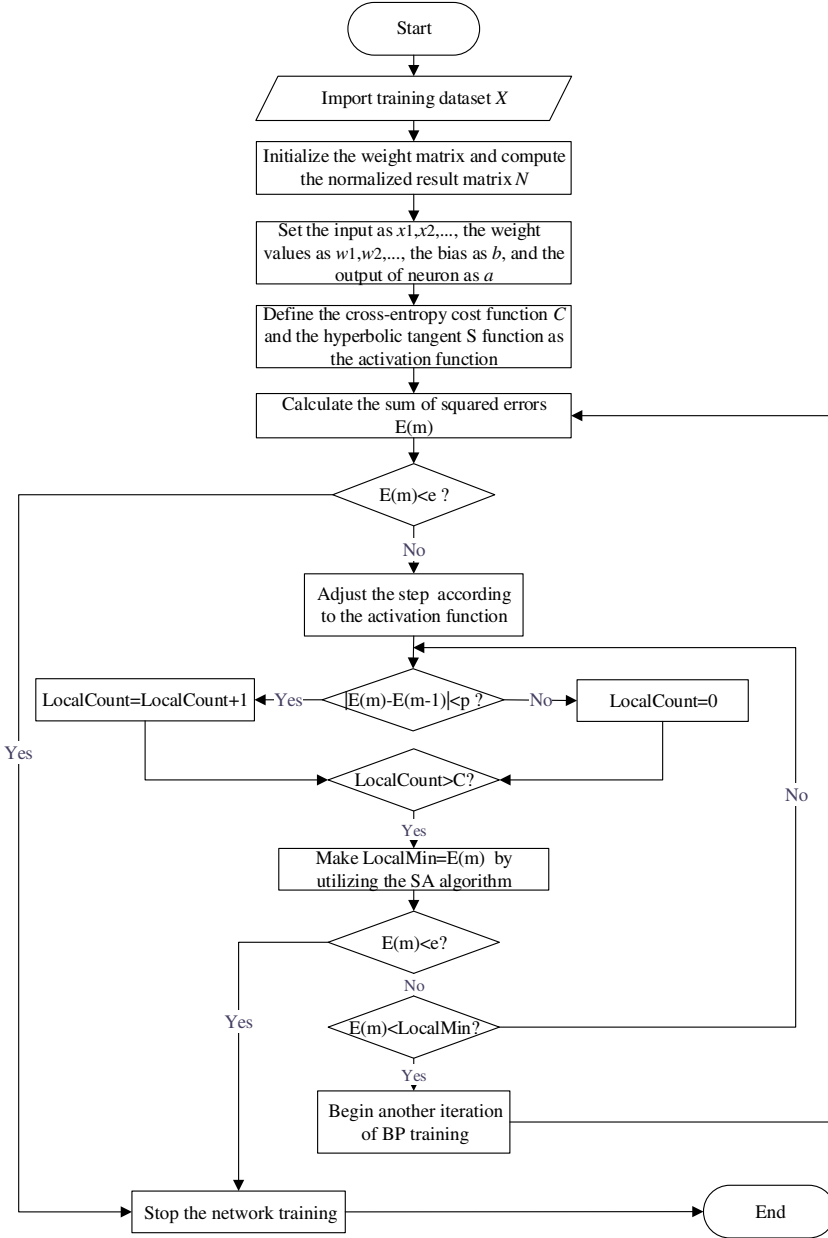 Start
Import training dataset X
Initialize the weight matrix and compute
the normalized result matrix N
Set the input as x1,x2,..., the weight
values as w1,w2,..., the bias as b, and the
output of neuron as a
Define the cross-entropy cost function C
and the hyperbolic tangent S function as
the activation function
Calculate the sum of squared errors
E(m)
E(m)<e ?
No
Adjust the step according
to the activation function
LocalCount=LocalCount+1
Yes
|E(m)-E(m-1)|<p ?
No
LocalCount=0
Yes
LocalCount>C?
No
Yes
Make LocalMin=E(m) by
utilizing the SA algorithm
E(m)<e?
No
Yes
E(m)<LocalMin?
Yes
Begin another iteration
of BP training
Stop the network training
End